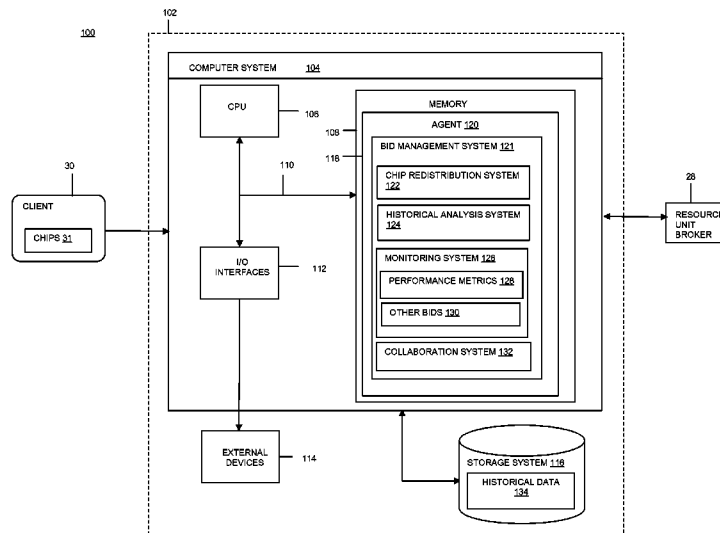 102
100
COMPUTER SYSTEM 104
MEMORY
CPU
106
108
118
AGENT 120
BID MANAGEMENT SYSTEM 121
CHIP REDISTRIBUTION SYSTEM
122
HISTORICAL ANALYSIS SYSTEM
124
MONITORING SYSTEM 126
PERFORMANCE METRICS 128
OTHER BIDS 130
COLLABORATION SYSTEM 132
110
30
CLIENT
CHIPS 31
28
RESOURCE
UNIT
BROKER
I/O
INTERFACES
112
EXTERNAL
DEVICES
114
STORAGE SYSTEM 116
HISTORICAL DATA
134